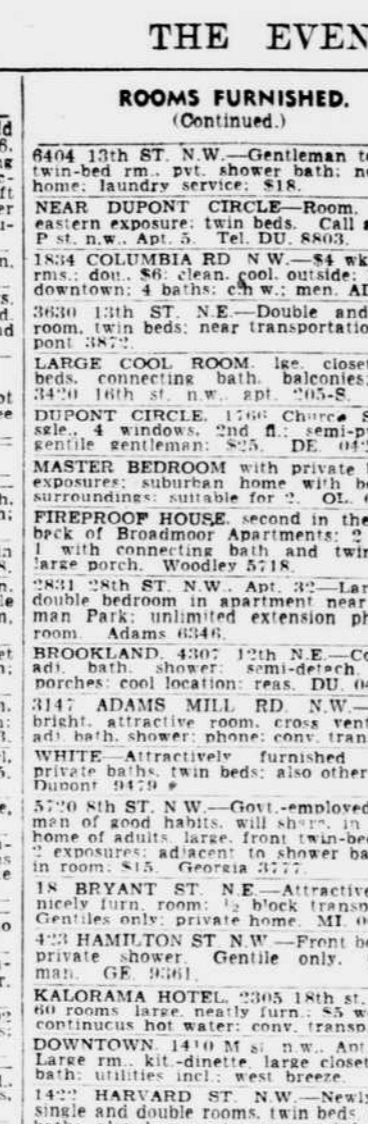 THE EVEN
ROOMS FURNISHED.
(Continued.)
6404 13th ST. N.W.—Gentleman to
twin-bed rm., pvt. shower bath;
home; laundry service; $18.
NEAR DUPONT CIRCLE—Room,
eastern exposure; twin beds. Call
P st. n.w., Apt. 5. Tel. DU. 8803.
1834 COLUMBIA RD N W.—$4 wk
rms.; dou., $6; clean, cool, outside;
downtown; 4 baths; c.h w.; men. AD
3630 13th ST. N.E.—Double and
room, twin beds; near transportatio
pont 3872.
LARGE COOL ROOM. lge. close
beds, connecting bath, balconies;
3420 16th st. n.w., apt. 205-S.
DUPONT CIRCLE, 1766 Church S
sgle., 4 windows, 2nd fl.; semi-p
gentile gentleman; $25. DE. 04
MASTER BEDROOM with private
exposures; suburban home with b
surroundings; suitable for 2. OL.
FIREPROOF HOUSE, second in the
back of Broadmoor Apartments; 2
1 with connecting bath and twin
large porch. Woodley 5718.
2831 28th ST. N.W., Apt. 32—Lar
double bedroom in apartment near
man Park; unlimited extension ph
room. Adams 6346.
BROOKLAND, 4307 12th N.E.—Co
adj. bath, shower; semi-detach.
porches; cool location; reas. DU. 04
3147 ADAMS MILL RD. N.W.—
bright, attractive room, cross vent
adj. bath, shower; phone; conv. tran
WHITE—Attractively furnished
private baths, twin beds; also other
Dupont 9479 *
5720 8th ST. N W.—Govt.-employed
man of good habits, will share, in
home of adults, large, front twin-be
2 exposures; adjacent to shower ba
in room; $15. Georgia 3777.
18 BRYANT ST. N.E.—Attractive
nicely furn. room; ½ block transp
Gentiles only; private home. MI.
423 HAMILTON ST N.W.—Front b
private shower. Gentile only.
man. GE. 9361.
KALORAMA HOTEL, 2305 18th st.
60 rooms large, neatly furn.; $5 w
continucus hot water; conv. transp
DOWNTOWN. 1410 M st. n.w., Apt
Large rm., kit.-dinette, large closet
bath; utilities incl.; west breeze.
1422 HARVARD ST. N.W.—Newly
single and double rooms, twin beds,